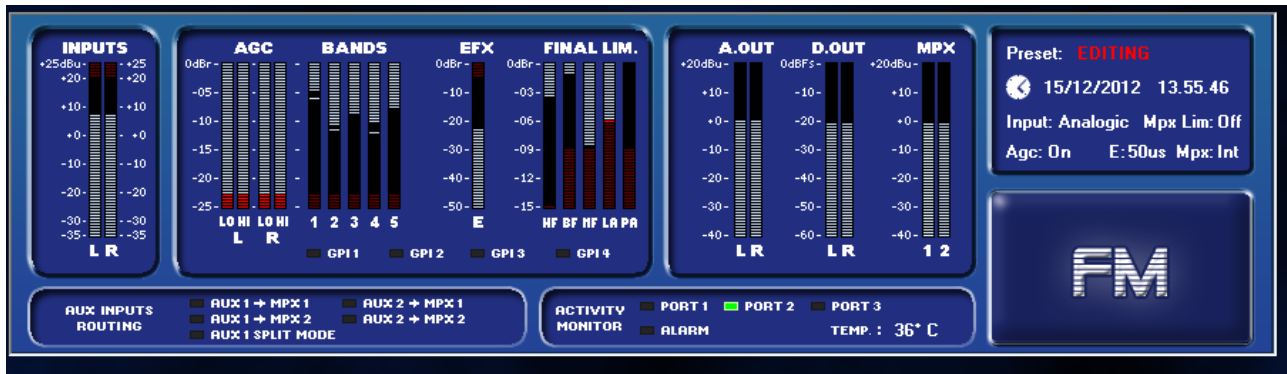 INPUTS
+25dBu- -+25
+20- -+20
+10- -+10
+0- -+0
-10- --10
-20- --20
-30- --30
-35- --35
L R
AGC BANDS EFX FINAL LIM.
0dBr- - 0dBr- 0dBr-
-05- - -10- -03-
-10- - -20- -06-
-15- - -30- -09-
-20- - -40- -12-
-25- - -50- -15-
LO HI LO HI 1 2 3 4 5 E HF BF MF LA PA
L R
GPI 1 GPI 2 GPI 3 GPI 4
A.OUT D.OUT MPX
+20dBu- 0dBFs- +20dBu-
+10- -10- +10-
+0- -20- +0-
-10- -30- -10-
-20- -40- -20-
-30- -50- -30-
-40- -60- -40-
L R L R 1 2
Preset: EDITING
15/12/2012 13.55.46
Input: Analogic Mpx Lim: Off
Agc: On E:50us Mpx: Int
FM
AUX INPUTS
ROUTING
AUX 1 → MPX 1 AUX 2 → MPX 1
AUX 1 → MPX 2 AUX 2 → MPX 2
AUX 1 SPLIT MODE
ACTIVITY
MONITOR
PORT 1 PORT 2 PORT 3
ALARM TEMP. : 36° C